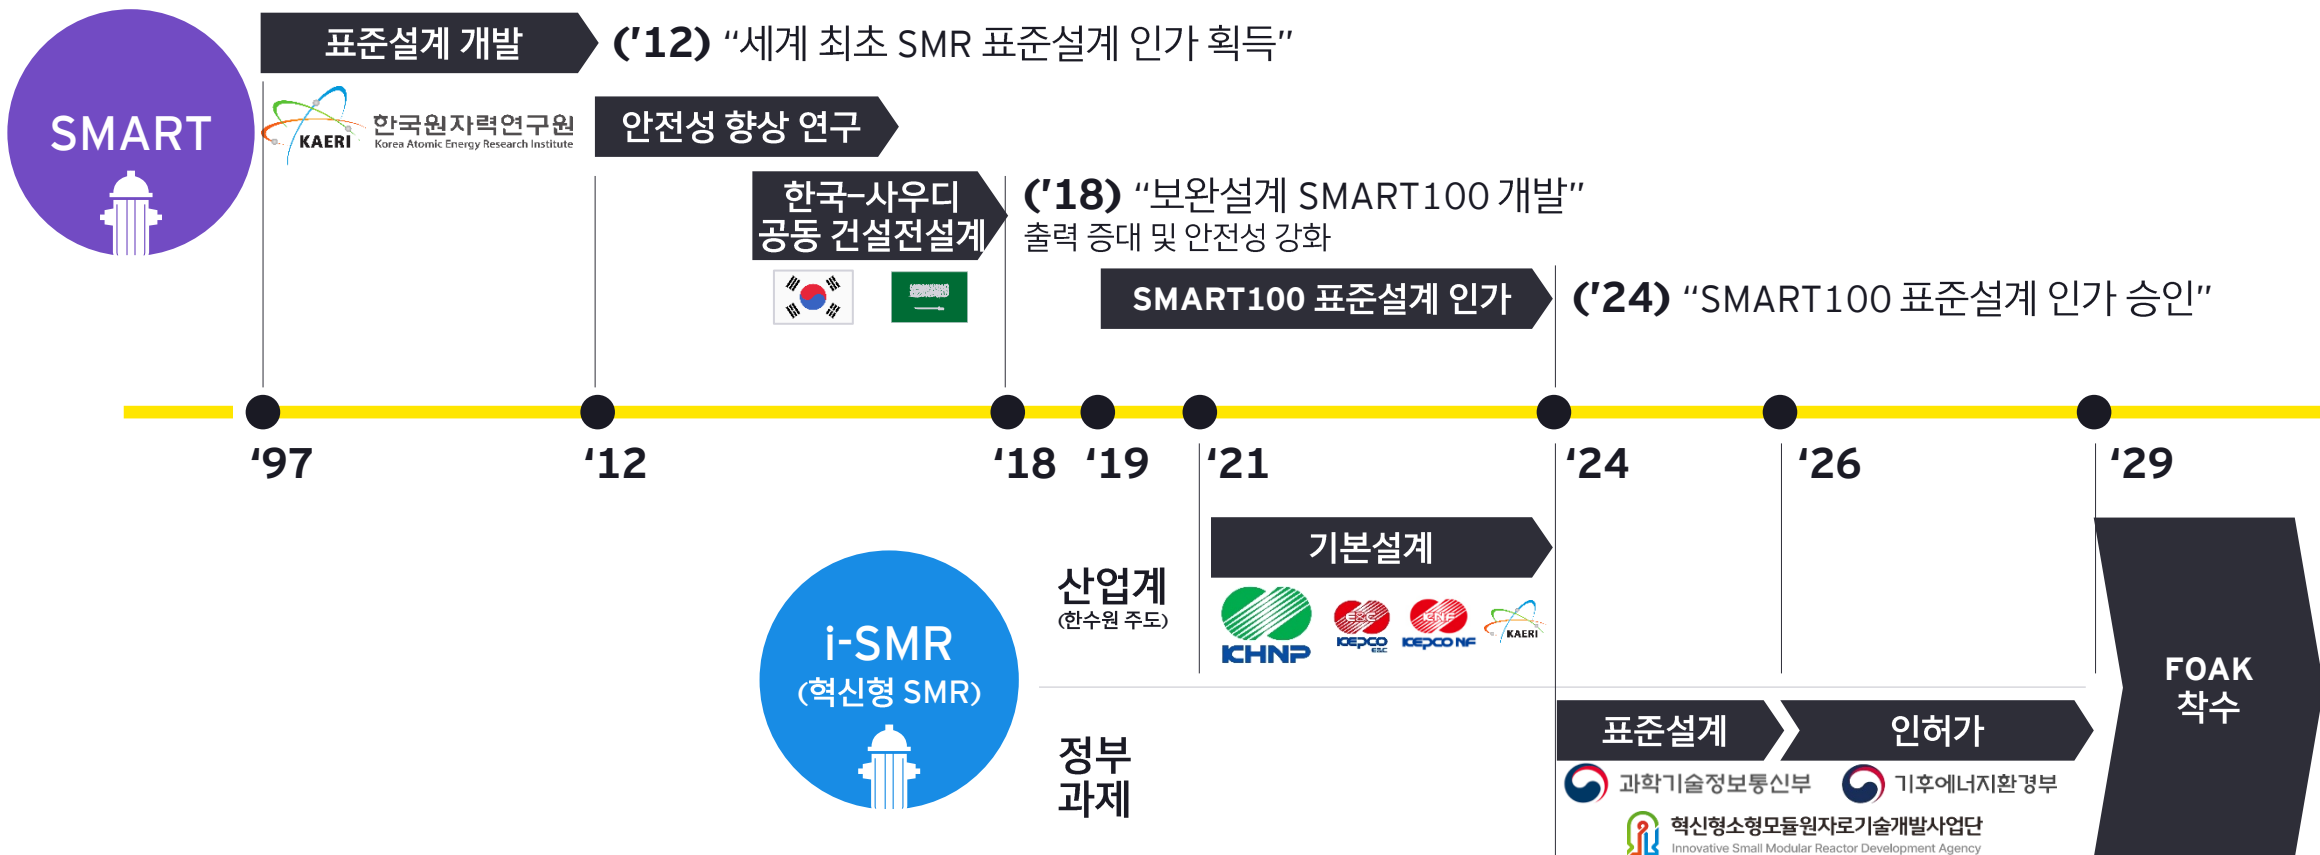 SMART
표준설계 개발
('12) “세계 최초 SMR 표준설계 인가 획득”
KAERI
한국원자력연구원
Korea Atomic Energy Research Institute
안전성 향상 연구
한국-사우디
공동 건설전설계
('18) “보완설계 SMART100 개발”
출력 증대 및 안전성 강화
SMART100 표준설계 인가
('24) “SMART100 표준설계 인가 승인”
‘97
‘12
‘18
‘19
‘21
‘24
‘26
‘29
i-SMR
(혁신형 SMR)
산업계
(한수원 주도)
기본설계
KHNP
E&C
KEPCO
E&C
KNF
KEPCO NF
KAERI
정부
과제
표준설계
인허가
과학기술정보통신부
기후에너지환경부
혁신형소형모듈원자로기술개발사업단
Innovative Small Modular Reactor Development Agency
FOAK
착수